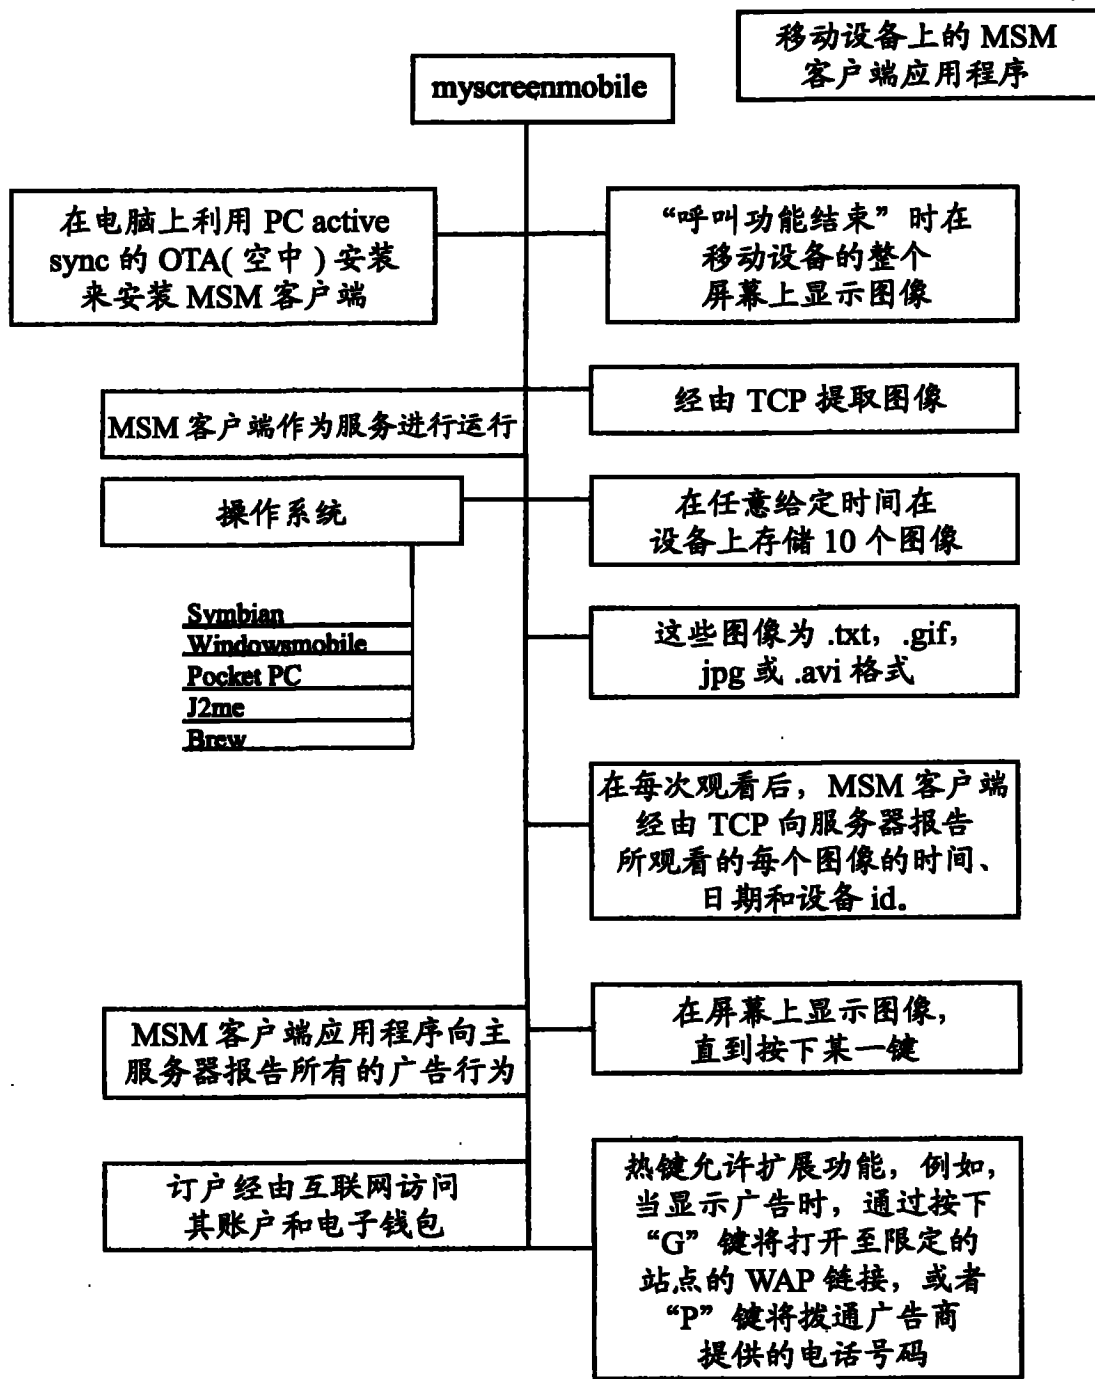 移动设备上的 MSM
客户端应用程序
myscreenmobile
在电脑上利用 PC active
sync 的 OTA( 空中 ) 安装
来安装 MSM 客户端
“呼叫功能结束” 时在
移动设备的整个
屏幕上显示图像
MSM 客户端作为服务进行运行
经由 TCP 提取图像
操作系统
Symbian
Windowsmobile
Pocket PC
J2me
Brew
在任意给定时间在
设备上存储 10 个图像
这些图像为 .txt, .gif,
jpg 或 .avi 格式
在每次观看后, MSM 客户端
经由 TCP 向服务器报告
所观看的每个图像的时间、
日期和设备 id。
MSM 客户端应用程序向主
服务器报告所有的广告行为
在屏幕上显示图像,
直到按下某一键
订户经由互联网访问
其账户和电子钱包
热键允许扩展功能, 例如,
当显示广告时, 通过按下
“G” 键将打开至限定的
站点的 WAP 链接, 或者
“P” 键将拨通广告商
提供的电话号码